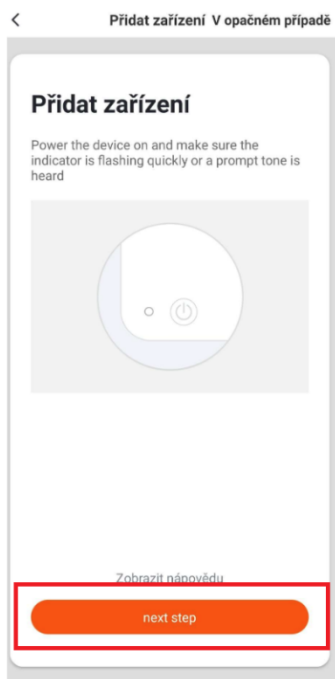 Přidat zařízení V opačném případě
Přidat zařízení
Power the device on and make sure the
indicator is flashing quickly or a prompt tone is
heard
Zobrazit nápovědu
next step